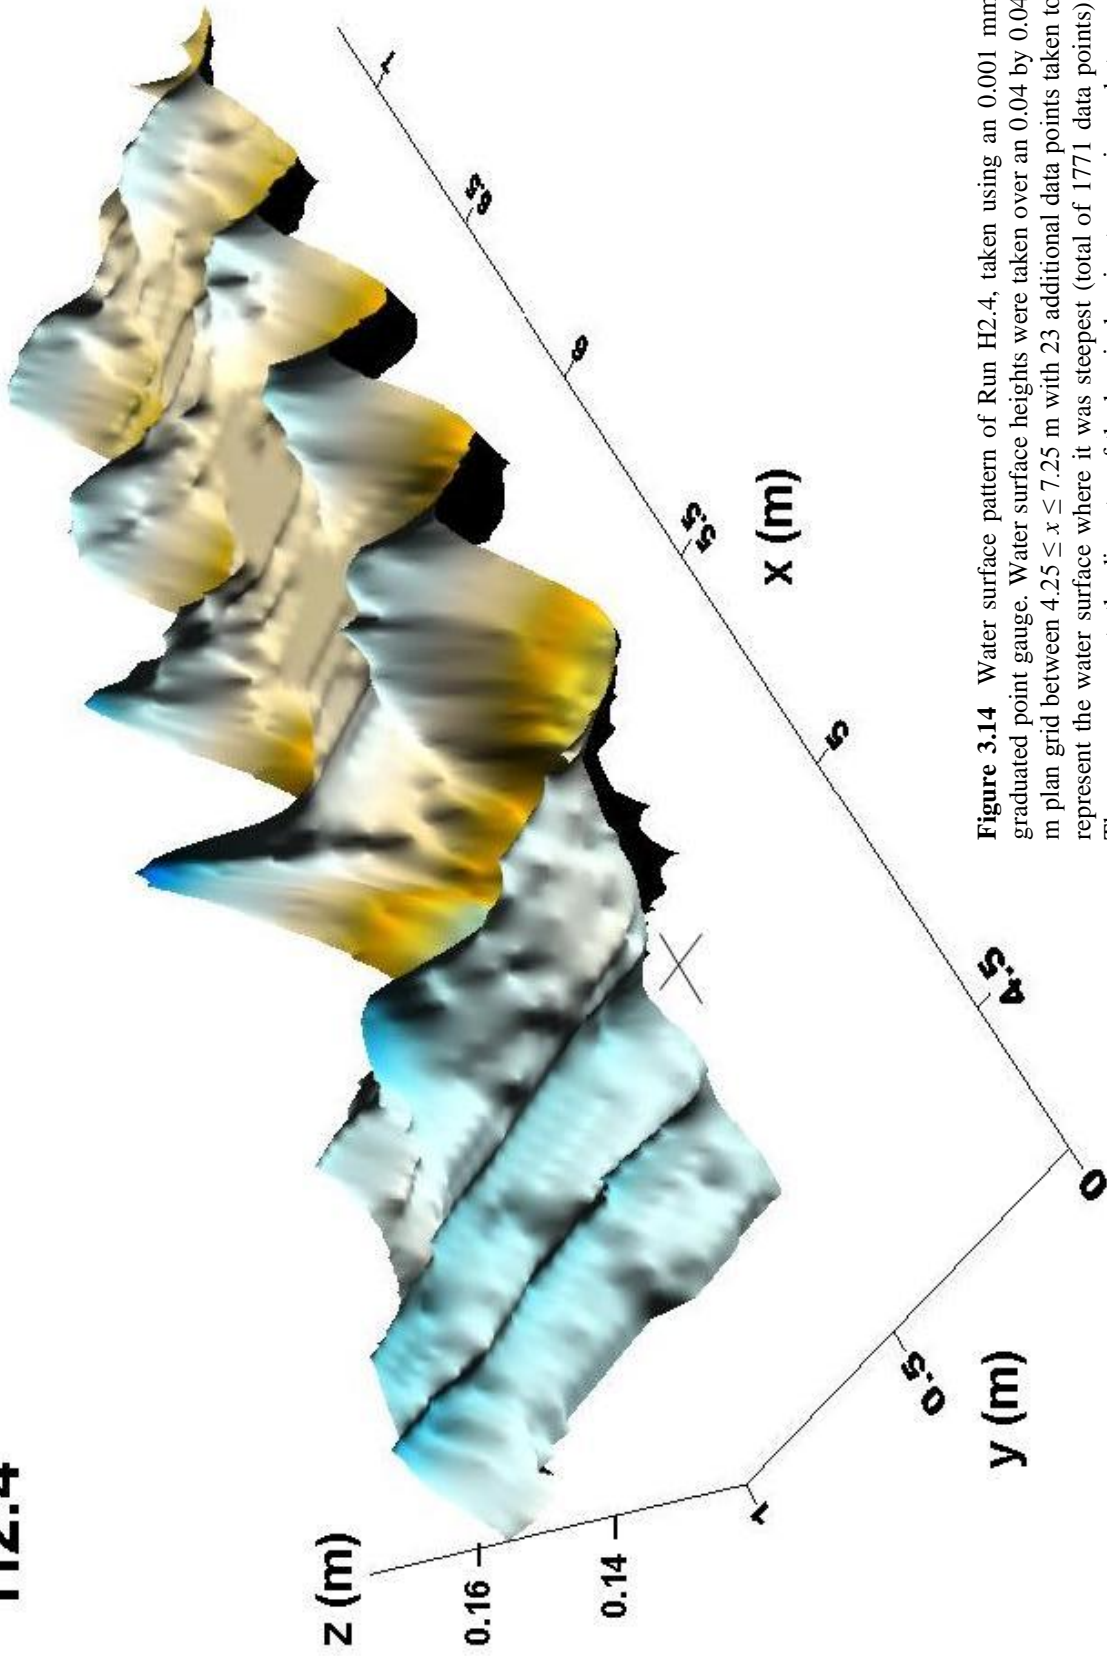 H2.4
z (m)
0.16
0.14
1
0.5
0
y (m)
4.5
5
5.5
6
6.5
7
x (m)
Figure 3.14 Water surface pattern of Run H2.4, taken using an 0.001 mm
graduated point gauge. Water surface heights were taken over an 0.04 by 0.04
m plan grid between 4.25 ≤ x ≤ 7.25 m with 23 additional data points taken to
represent the water surface where it was steepest (total of 1771 data points)